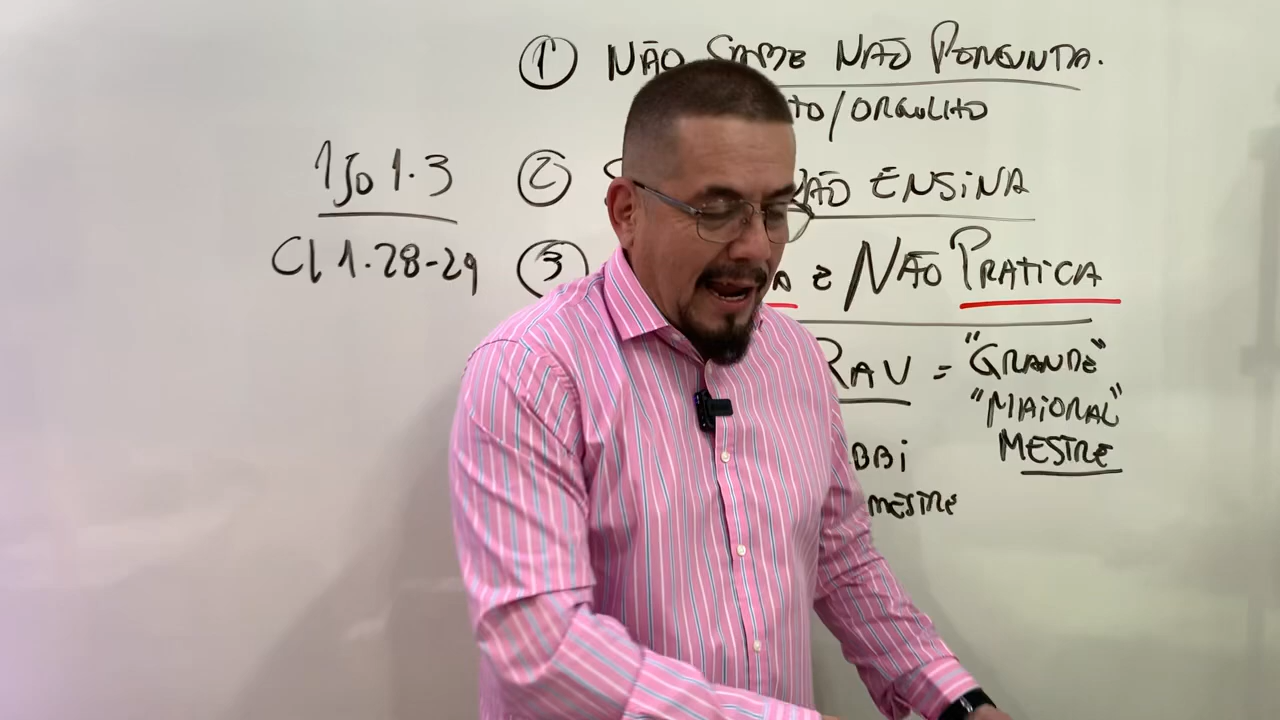 ① NÃO SABE NÃO PERGUNTA.
TO/ORGULHO
1Jo 1.3
② NÃO ENSINA
Cl 1.28-29
③ E NÃO PRATICA
RAV = "GRANDE"
"MAIORAL"
BBi MESTRE
MESTRE